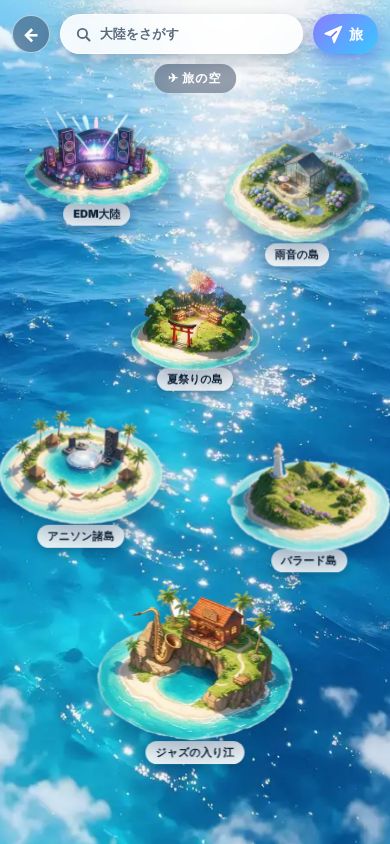 大陸をさがす
旅
✈ 旅の空
EDM大陸
雨音の島
夏祭りの島
アニソン諸島
バラード島
ジャズの入り江